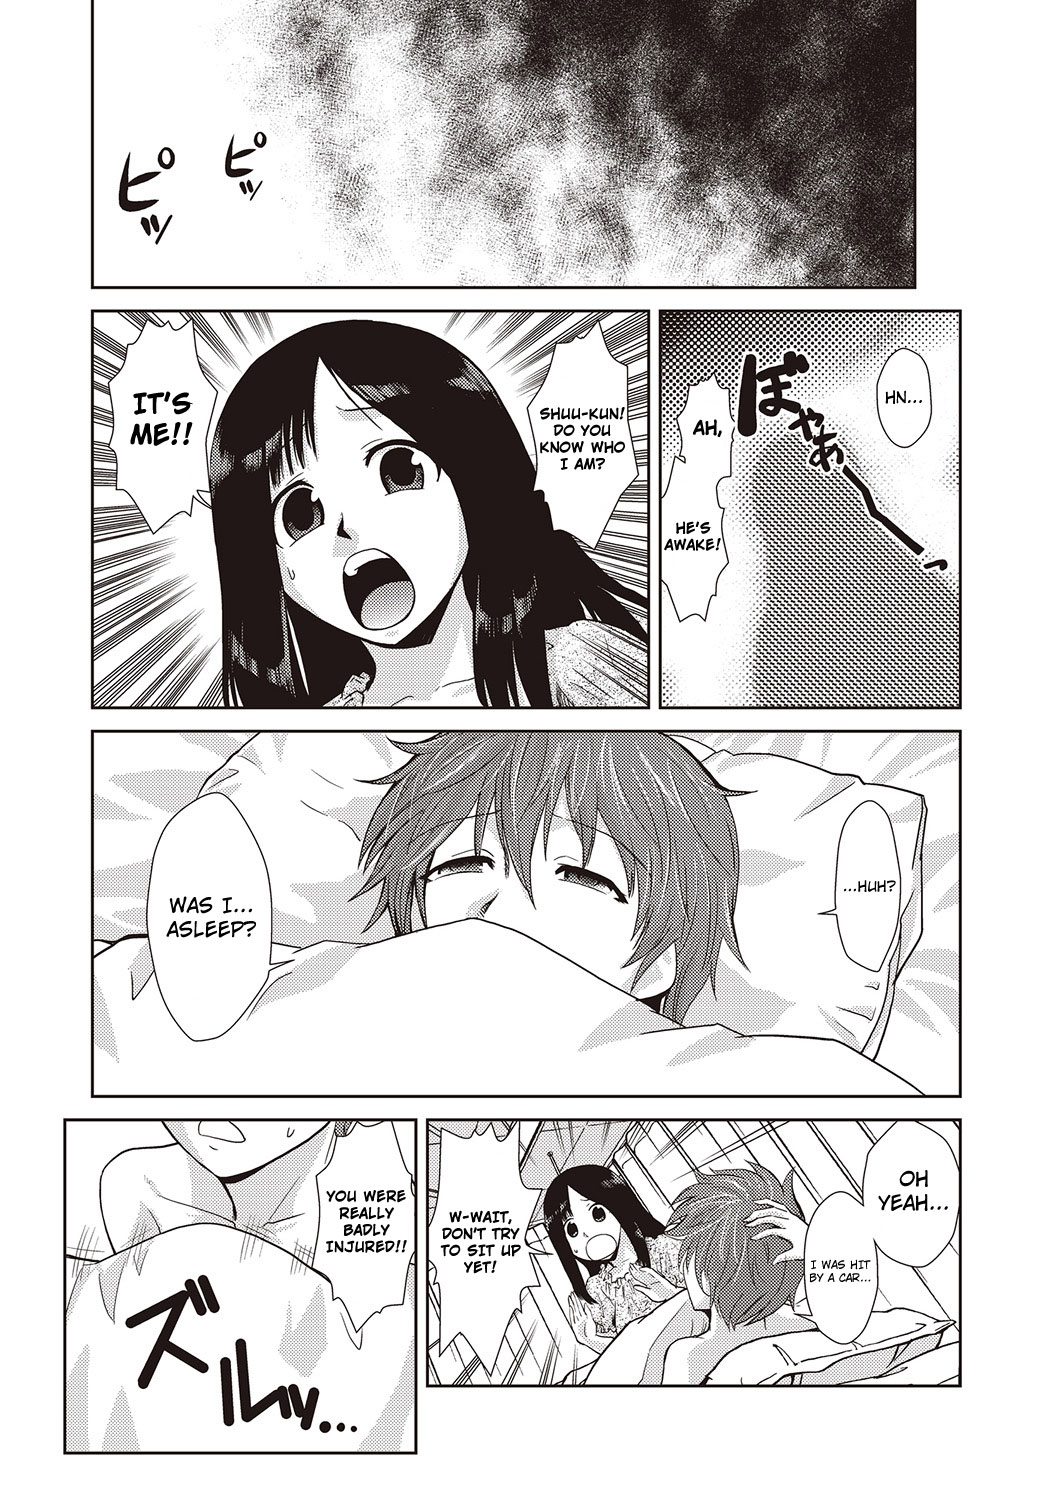 ピッ
ピッ
HN...
ぼやぁーっ
AH,
HE'S
AWAKE!
SHUU-KUN!
DO YOU
KNOW WHO
I AM?
IT'S
ME!!
...HUH?
WAS I...
ASLEEP?
OH
YEAH...
I WAS HIT
BY A CAR...
W-WAIT,
DON'T TRY
TO SIT UP
YET!
YOU WERE
REALLY
BADLY
INJURED!!
ズルッ...